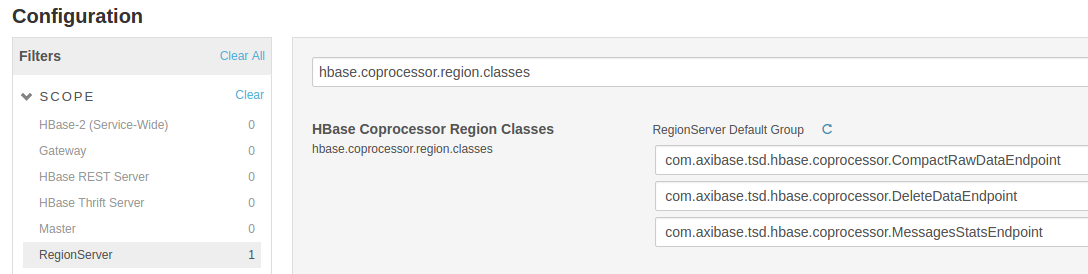 Configuration
Filters
Clear All
SCOPE
Clear
HBase-2 (Service-Wide) 0
Gateway 0
HBase REST Server 0
HBase Thrift Server 0
Master 0
RegionServer 1
hbase.coprocessor.region.classes
HBase Coprocessor Region Classes
hbase.coprocessor.region.classes
RegionServer Default Group
com.axibase.tsd.hbase.coprocessor.CompactRawDataEndpoint
com.axibase.tsd.hbase.coprocessor.DeleteDataEndpoint
com.axibase.tsd.hbase.coprocessor.MessagesStatsEndpoint